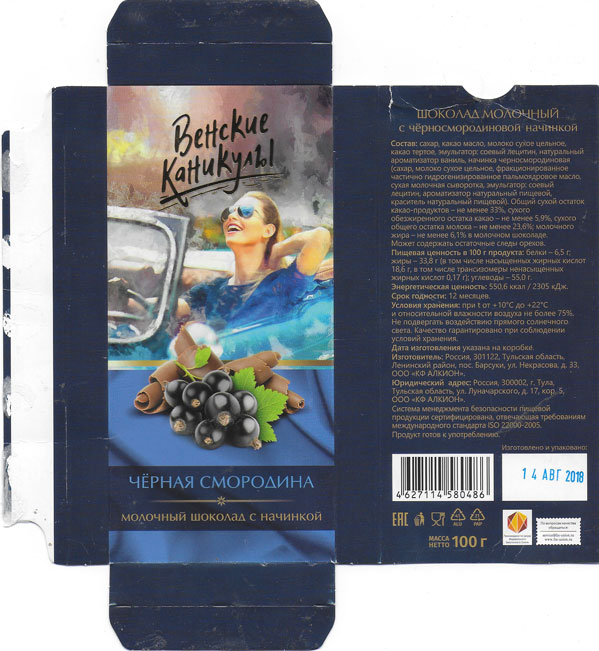 Венские
Каникулы
ЧЁРНАЯ СМОРОДИНА
МОЛОЧНЫЙ ШОКОЛАД С НАЧИНКОЙ
ШОКОЛАД МОЛОЧНЫЙ
с чёрносмородиновой начинкой
Состав: сахар, какао масло, молоко сухое цельное,
какао тертое, эмульгатор: соевый лецитин, натуральный
ароматизатор ваниль, начинка черносмородиновая
(сахар, молоко сухое цельное, фракционированное
частично гидрогенизированное пальмоядровое масло,
сухая молочная сыворотка, эмульгатор: соевый
лецитин, ароматизатор натуральный пищевой,
краситель натуральный пищевой). Общий сухой остаток
какао-продуктов – не менее 33%, сухого
обезжиренного остатка какао – не менее 5,9%, сухого
общего остатка молока – не менее 23,6%; молочного
жира – не менее 6,1% в молочном шоколаде.
Может содержать остаточные следы орехов.
Пищевая ценность в 100 г продукта: белки – 6,5 г;
жиры – 33,8 г (в том числе насыщенных жирных кислот
18,6 г, в том числе трансизомеры ненасыщенных
жирных кислот 0,17 г); углеводы – 55,0 г.
Энергетическая ценность: 550,6 ккал / 2305 кДж.
Срок годности: 12 месяцев.
Условия хранения: при t от +10°C до +22°C
и относительной влажности воздуха не более 75%.
Не подвергать воздействию прямого солнечного
света. Качество гарантировано при соблюдении
условий хранения.
Дата изготовления указана на коробке.
Изготовитель: Россия, 301122, Тульская область,
Ленинский район, пос. Барсуки, ул. Некрасова, д. 33,
ООО «КФ АЛКИОН».
Юридический адрес: Россия, 300002, г. Тула,
Тульская область, ул. Луначарского, д. 17, кор. 5,
ООО «КФ АЛКИОН».
Система менеджмента безопасности пищевой
продукции сертифицирована, отвечающая требованиям
международного стандарта ISO 22000-2005.
Продукт готов к употреблению.
Изготовлено и упаковано:
14 АВГ 2018
4 627114 580486
EAC
МАССА
НЕТТО 100 г
PAP
По вопросам качества
обращаться: